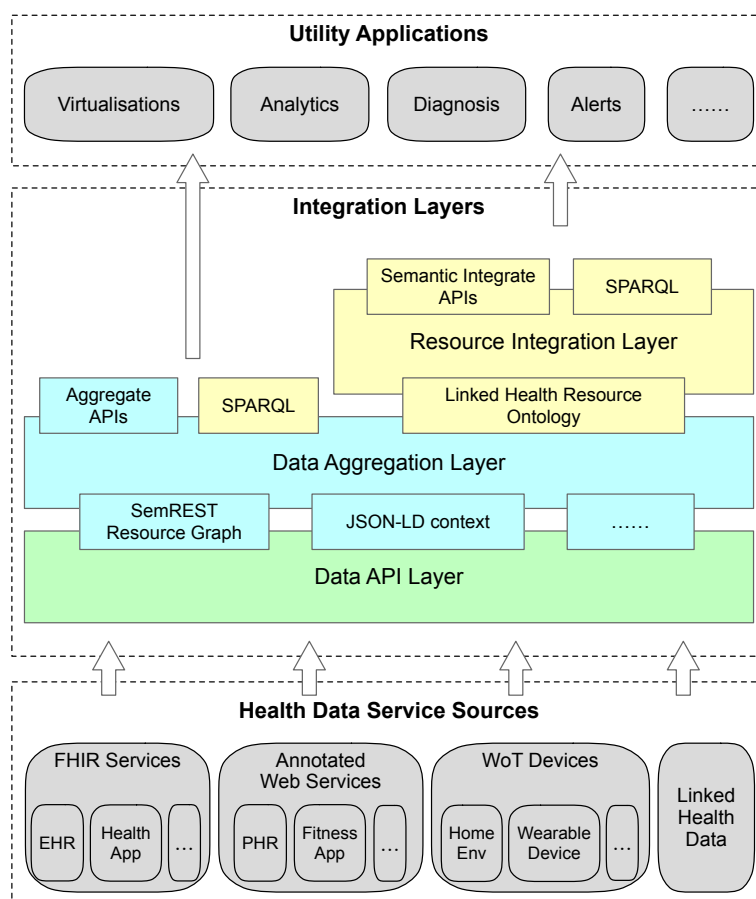 Utility Applications
Virtualisations
Analytics
Diagnosis
Alerts
……
Integration Layers
Semantic Integrate
APIs
SPARQL
Resource Integration Layer
Aggregate
APIs
SPARQL
Linked Health Resource
Ontology
Data Aggregation Layer
SemREST
Resource Graph
JSON-LD context
……
Data API Layer
Health Data Service Sources
FHIR Services
EHR
Health
App
…
Annotated
Web Services
PHR
Fitness
App
…
WoT Devices
Home
Env
Wearable
Device
…
Linked
Health
Data